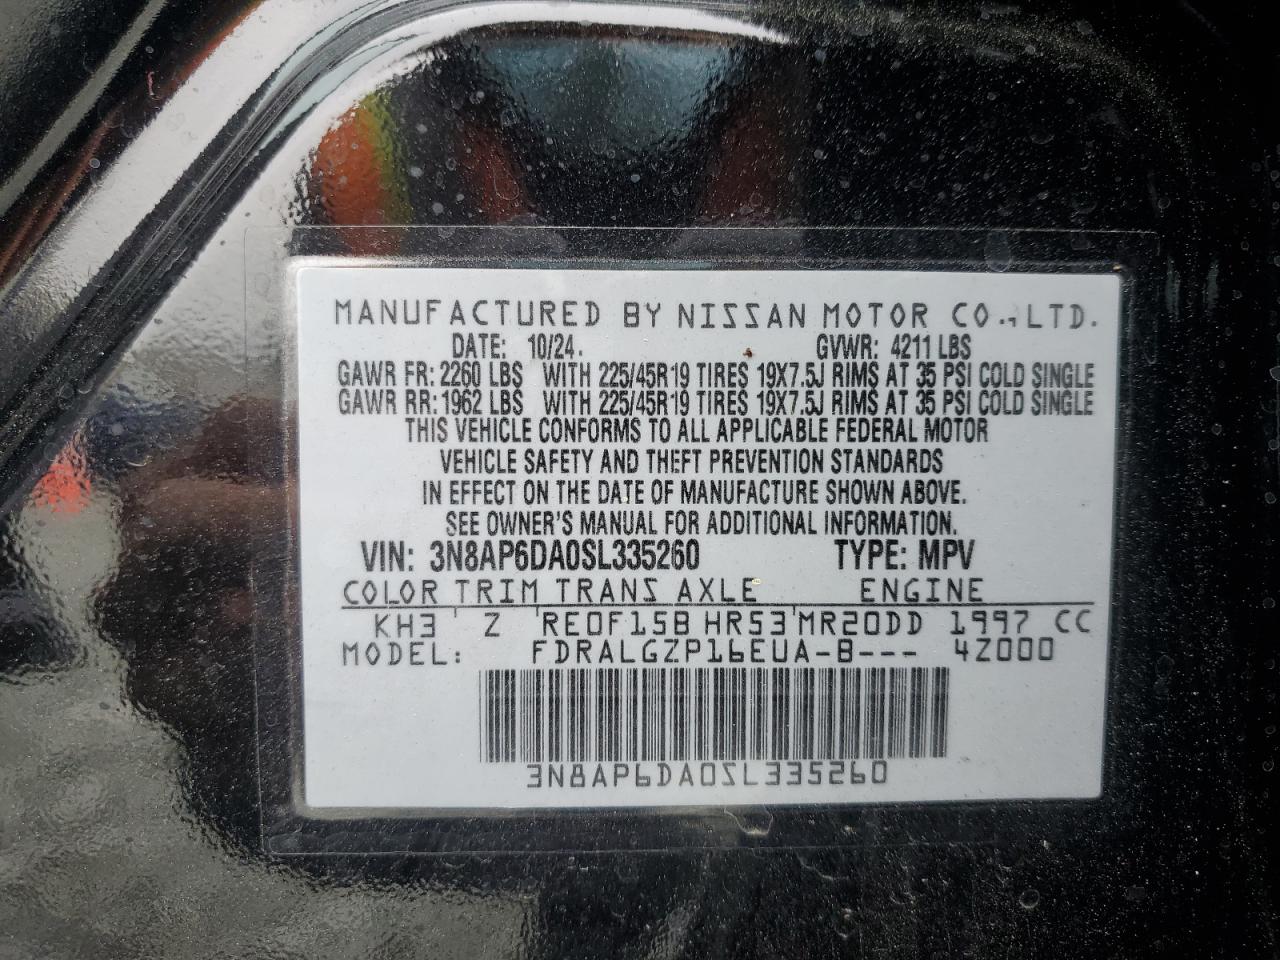 MANUFACTURED BY NISSAN MOTOR CO., LTD.
DATE: 10/24. GVWR: 4211 LBS
GAWR FR: 2260 LBS WITH 225/45R19 TIRES 19X7.5J RIMS AT 35 PSI COLD SINGLE
GAWR RR: 1962 LBS WITH 225/45R19 TIRES 19X7.5J RIMS AT 35 PSI COLD SINGLE
THIS VEHICLE CONFORMS TO ALL APPLICABLE FEDERAL MOTOR
VEHICLE SAFETY AND THEFT PREVENTION STANDARDS
IN EFFECT ON THE DATE OF MANUFACTURE SHOWN ABOVE.
SEE OWNER'S MANUAL FOR ADDITIONAL INFORMATION.
VIN: 3N8AP6DA0SL335260 TYPE: MPV
COLOR TRIM TRANS AXLE ENGINE
KH3 ' Z 'RE0F15B HR53'MR20DD 1997 CC
MODEL: FDRALGZP16EUA-B--- 4Z000
3N8AP6DA0SL335260